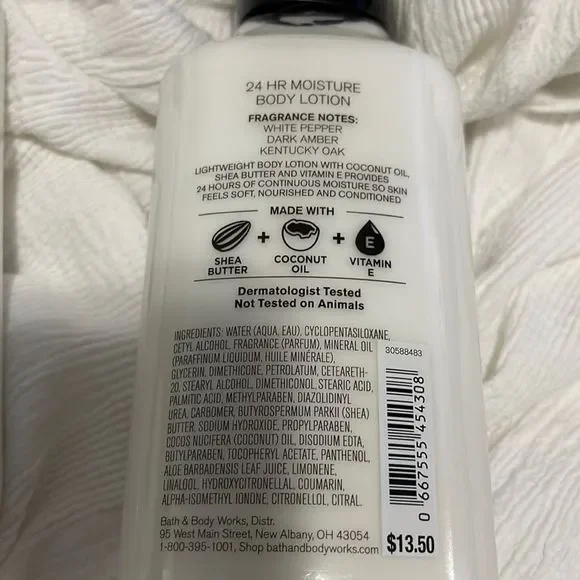 24 HR MOISTURE
BODY LOTION
FRAGRANCE NOTES:
WHITE PEPPER
DARK AMBER
KENTUCKY OAK
LIGHTWEIGHT BODY LOTION WITH COCONUT OIL,
SHEA BUTTER AND VITAMIN E PROVIDES
24 HOURS OF CONTINUOUS MOISTURE SO SKIN
FEELS SOFT, NOURISHED AND CONDITIONED
MADE WITH
+ + E
SHEA BUTTER COCONUT OIL VITAMIN E
Dermatologist Tested
Not Tested on Animals
INGREDIENTS: WATER (AQUA, EAU), CYCLOPENTASILOXANE,
CETYL ALCOHOL, FRAGRANCE (PARFUM), MINERAL OIL
(PARAFFINUM LIQUIDUM, HUILE MINÉRALE),
GLYCERIN, DIMETHICONE, PETROLATUM, CETEARETH-
20, STEARYL ALCOHOL, DIMETHICONOL, STEARIC ACID,
PALMITIC ACID, METHYLPARABEN, DIAZOLIDINYL
UREA, CARBOMER, BUTYROSPERMUM PARKII (SHEA)
BUTTER, SODIUM HYDROXIDE, PROPYLPARABEN,
COCOS NUCIFERA (COCONUT) OIL, DISODIUM EDTA,
BUTYLPARABEN, TOCOPHERYL ACETATE, PANTHENOL,
ALOE BARBADENSIS LEAF JUICE, LIMONENE,
LINALOOL, HYDROXYCITRONELLAL, COUMARIN,
ALPHA-ISOMETHYL IONONE, CITRONELLOL, CITRAL.
Bath & Body Works, Distr.
95 West Main Street, New Albany, OH 43054
1-800-395-1001, Shop bathandbodyworks.com
30588483
0 667555 454308
$13.50